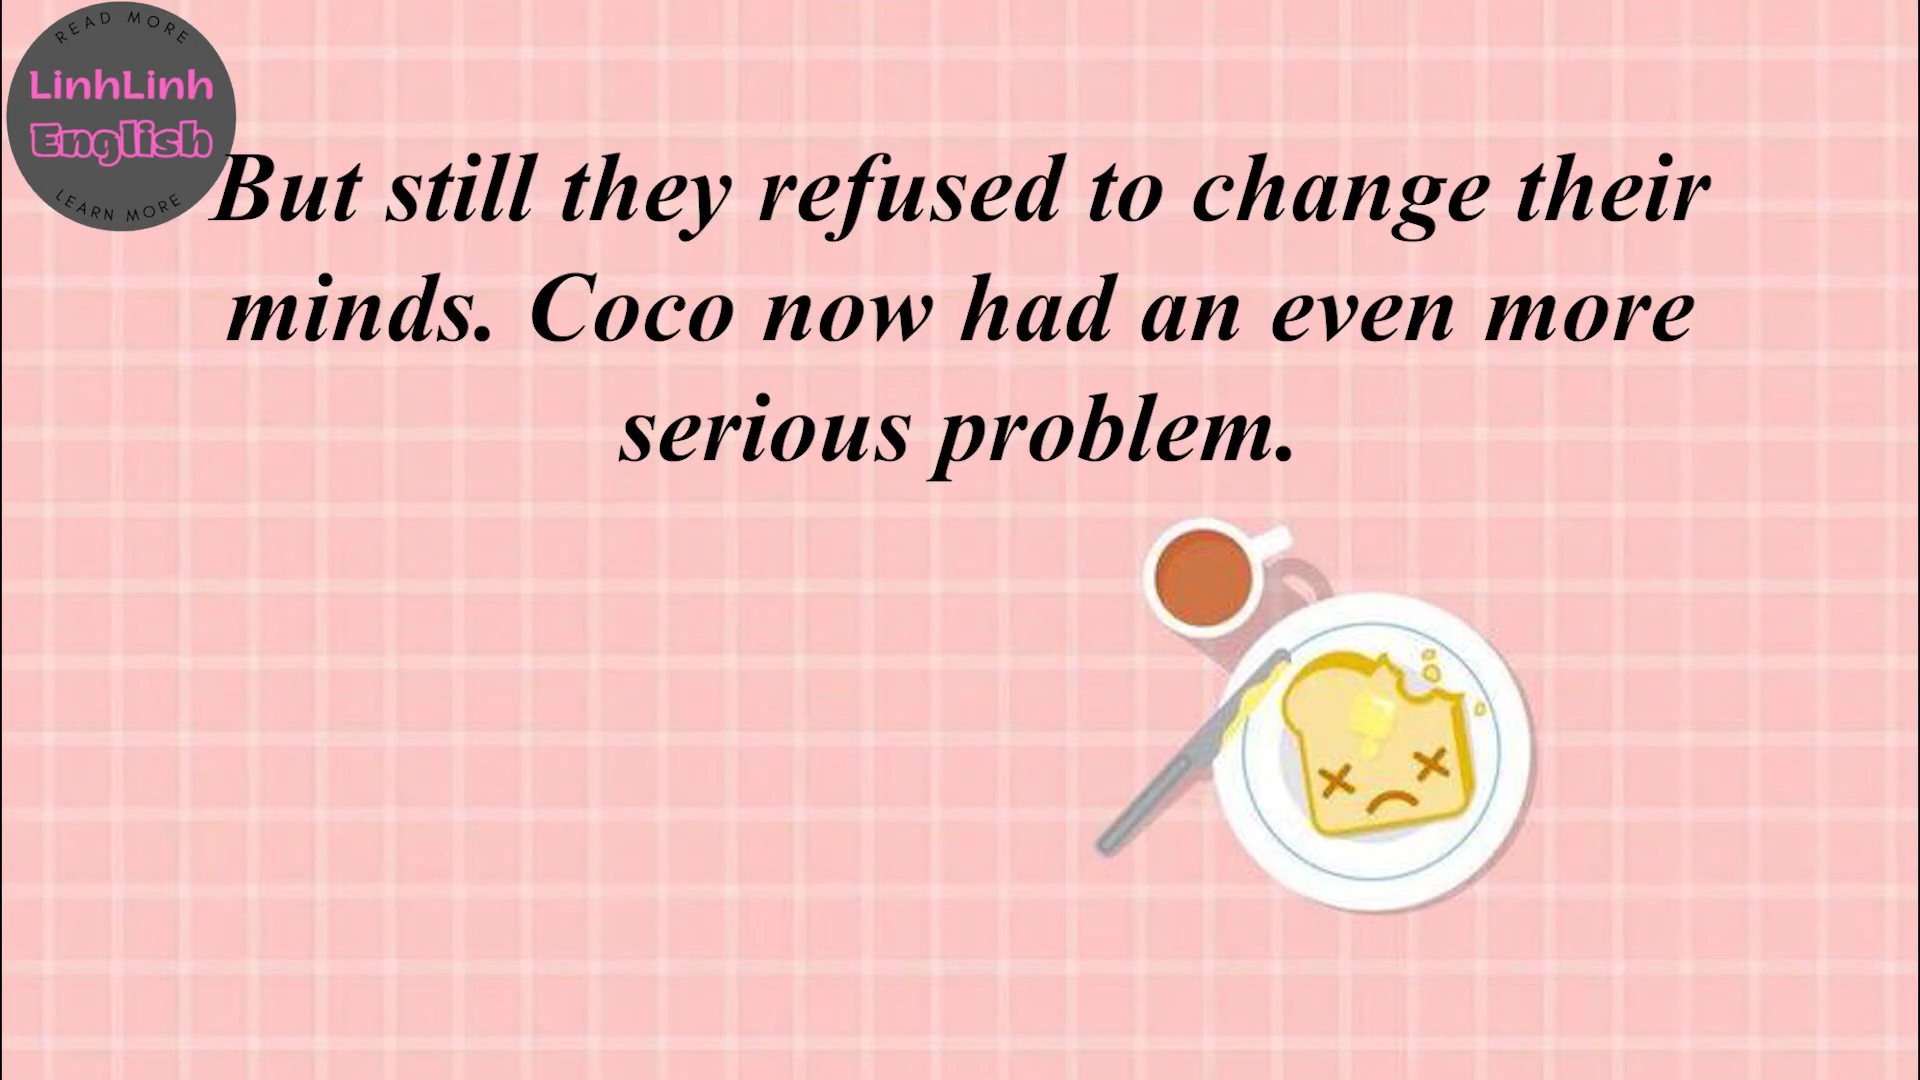 READ MORE
LinhLinh
English
LEARN MORE
But still they refused to change their
minds. Coco now had an even more
serious problem.